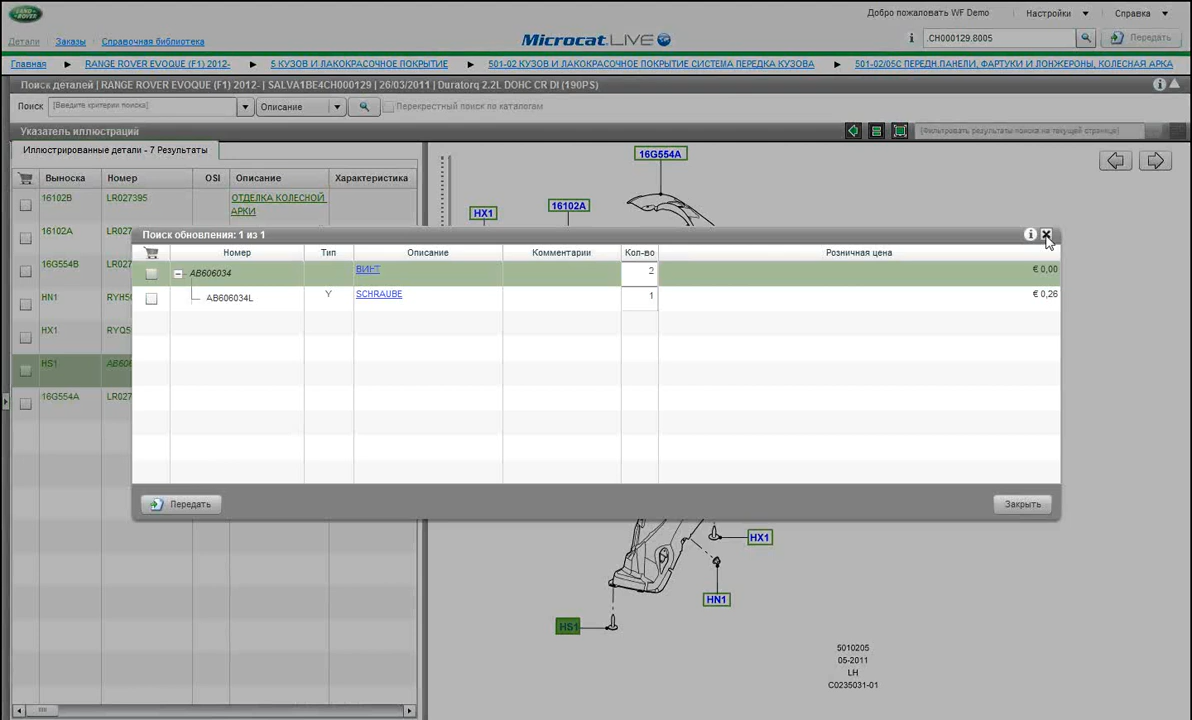 LAND ROVER
Добро пожаловать WF Demo
Настройки
Справка
Детали
Заказы
Справочная библиотека
Microcat.LIVE
.CH000129.8005
Передать
Главная
RANGE ROVER EVOQUE (F1) 2012-
5 КУЗОВ И ЛАКОКРАСОЧНОЕ ПОКРЫТИЕ
501-02 КУЗОВ И ЛАКОКРАСОЧНОЕ ПОКРЫТИЕ СИСТЕМА ПЕРЕДКА КУЗОВА
501-02/05C ПЕРЕДН.ПАНЕЛИ, ФАРТУКИ И ЛОНЖЕРОНЫ, КОЛЕСНАЯ АРКА
Поиск деталей | RANGE ROVER EVOQUE (F1) 2012- | SALVA1BE4CH000129 | 26/03/2011 | Duratorq 2.2L DOHC CR DI (190PS)
Поиск
[Введите критерии поиска]
Описание
Перекрестный поиск по каталогам
Указатель иллюстраций
[Фильтровать результаты поиска на текущей странице]
Иллюстрированные детали - 7 Результаты
Выноска Номер OSI Описание Характеристика
16102B LR027395 ОТДЕЛКА КОЛЕСНОЙ
АРКИ
16102A LR027
16G554B LR027
HN1 RYH50
HX1 RYQ5
HS1 AB606
16G554A LR027
16G554A
HX1
16102A
Поиск обновления: 1 из 1
Номер Тип Описание Комментарии Кол-во Розничная цена
AB606034 ВИНТ 2 € 0,00
AB606034L Y SCHRAUBE 1 € 0,26
Передать
Закрыть
HX1
HN1
HS1
5010205
05-2011
LH
C0235031-01